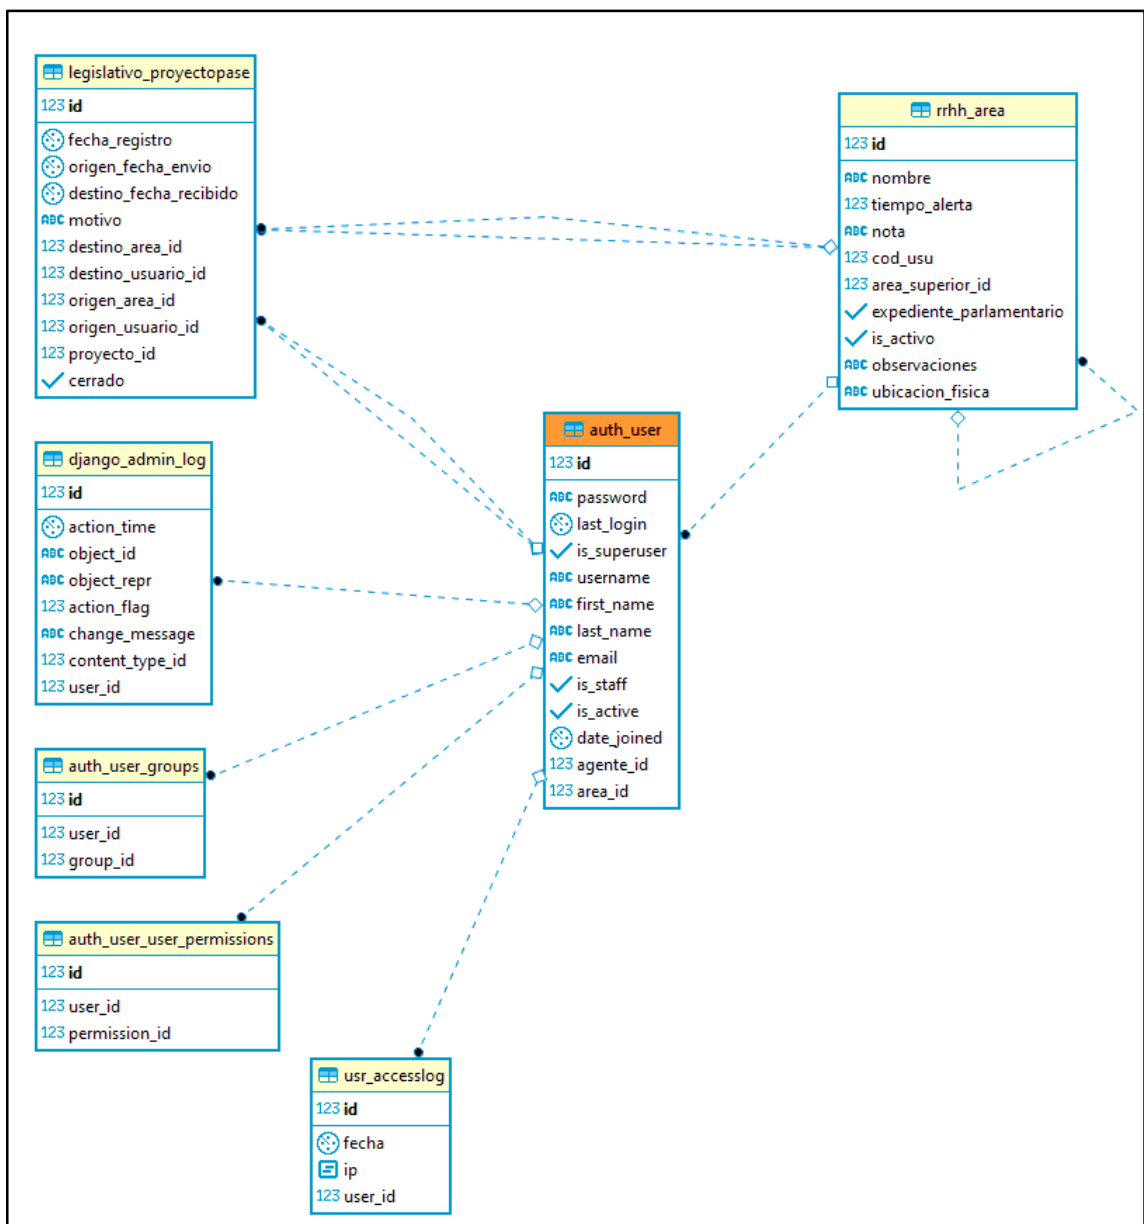 legislativo_proyectopase
123 id
fecha_registro
origen_fecha_envio
destino_fecha_recibido
ABC motivo
123 destino_area_id
123 destino_usuario_id
123 origen_area_id
123 origen_usuario_id
123 proyecto_id
cerrado
rrhh_area
123 id
ABC nombre
123 tiempo_alerta
ABC nota
123 cod_usu
123 area_superior_id
expediente_parlamentario
is_activo
ABC observaciones
ABC ubicacion_fisica
django_admin_log
123 id
action_time
ABC object_id
ABC object_repr
123 action_flag
ABC change_message
123 content_type_id
123 user_id
auth_user
123 id
ABC password
last_login
is_superuser
ABC username
ABC first_name
ABC last_name
ABC email
is_staff
is_active
date_joined
123 agente_id
123 area_id
auth_user_groups
123 id
123 user_id
123 group_id
auth_user_user_permissions
123 id
123 user_id
123 permission_id
usr_accesslog
123 id
fecha
ip
123 user_id